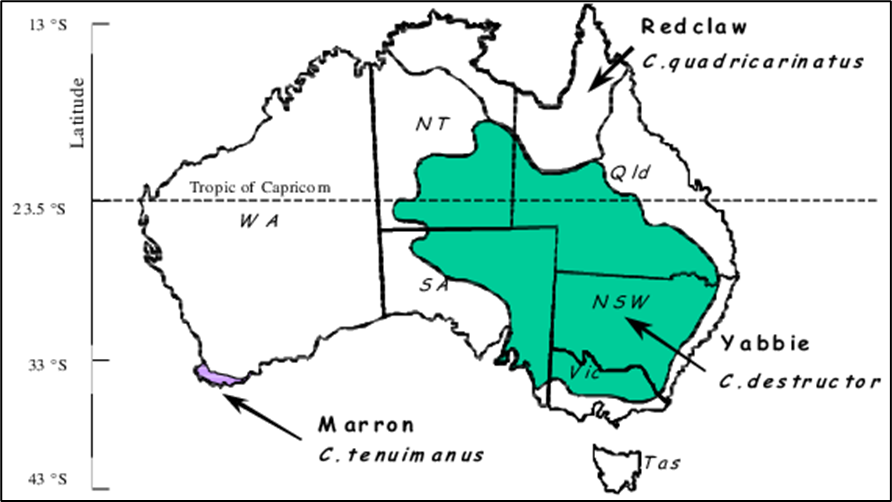 13 °S
Redclaw
C.quadricarinatus
Latitude
NT
Qld
Tropic of Capricorn
23.5 °S
WA
SA
NSW
Yabbie
33 °S
Vic
C.destructor
Marron
C.tenuimanus
Tas
43 °S